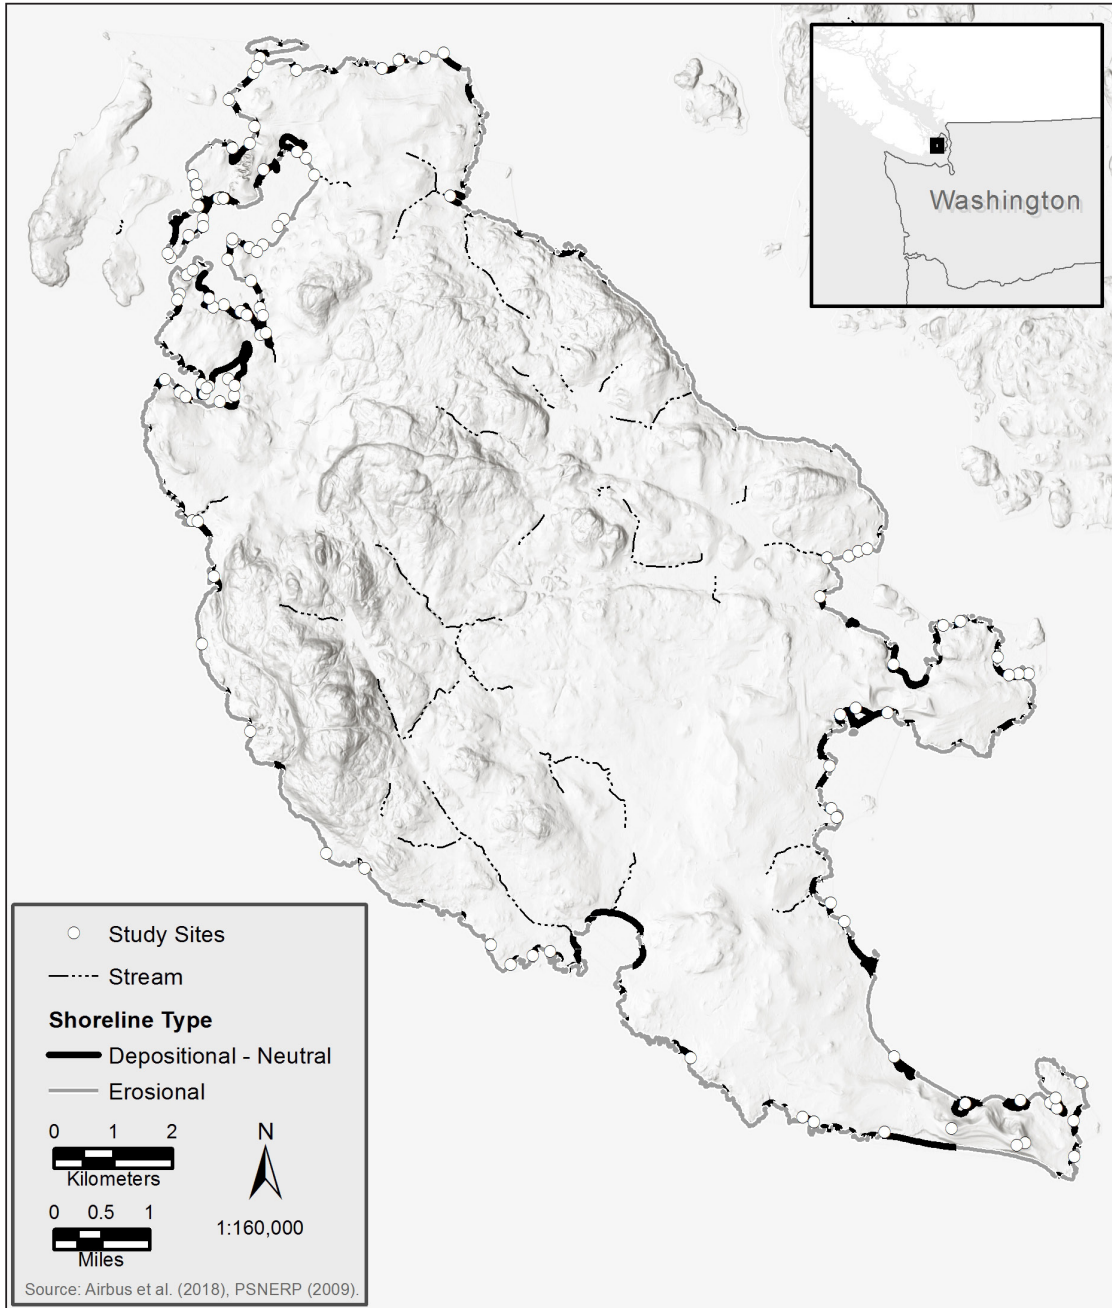 Washington
Study Sites
Stream
Shoreline Type
Depositional - Neutral
Erosional
0 1 2
Kilometers
N
0 0.5 1
Miles
1:160,000
Source: Airbus et al. (2018), PSNERP (2009).